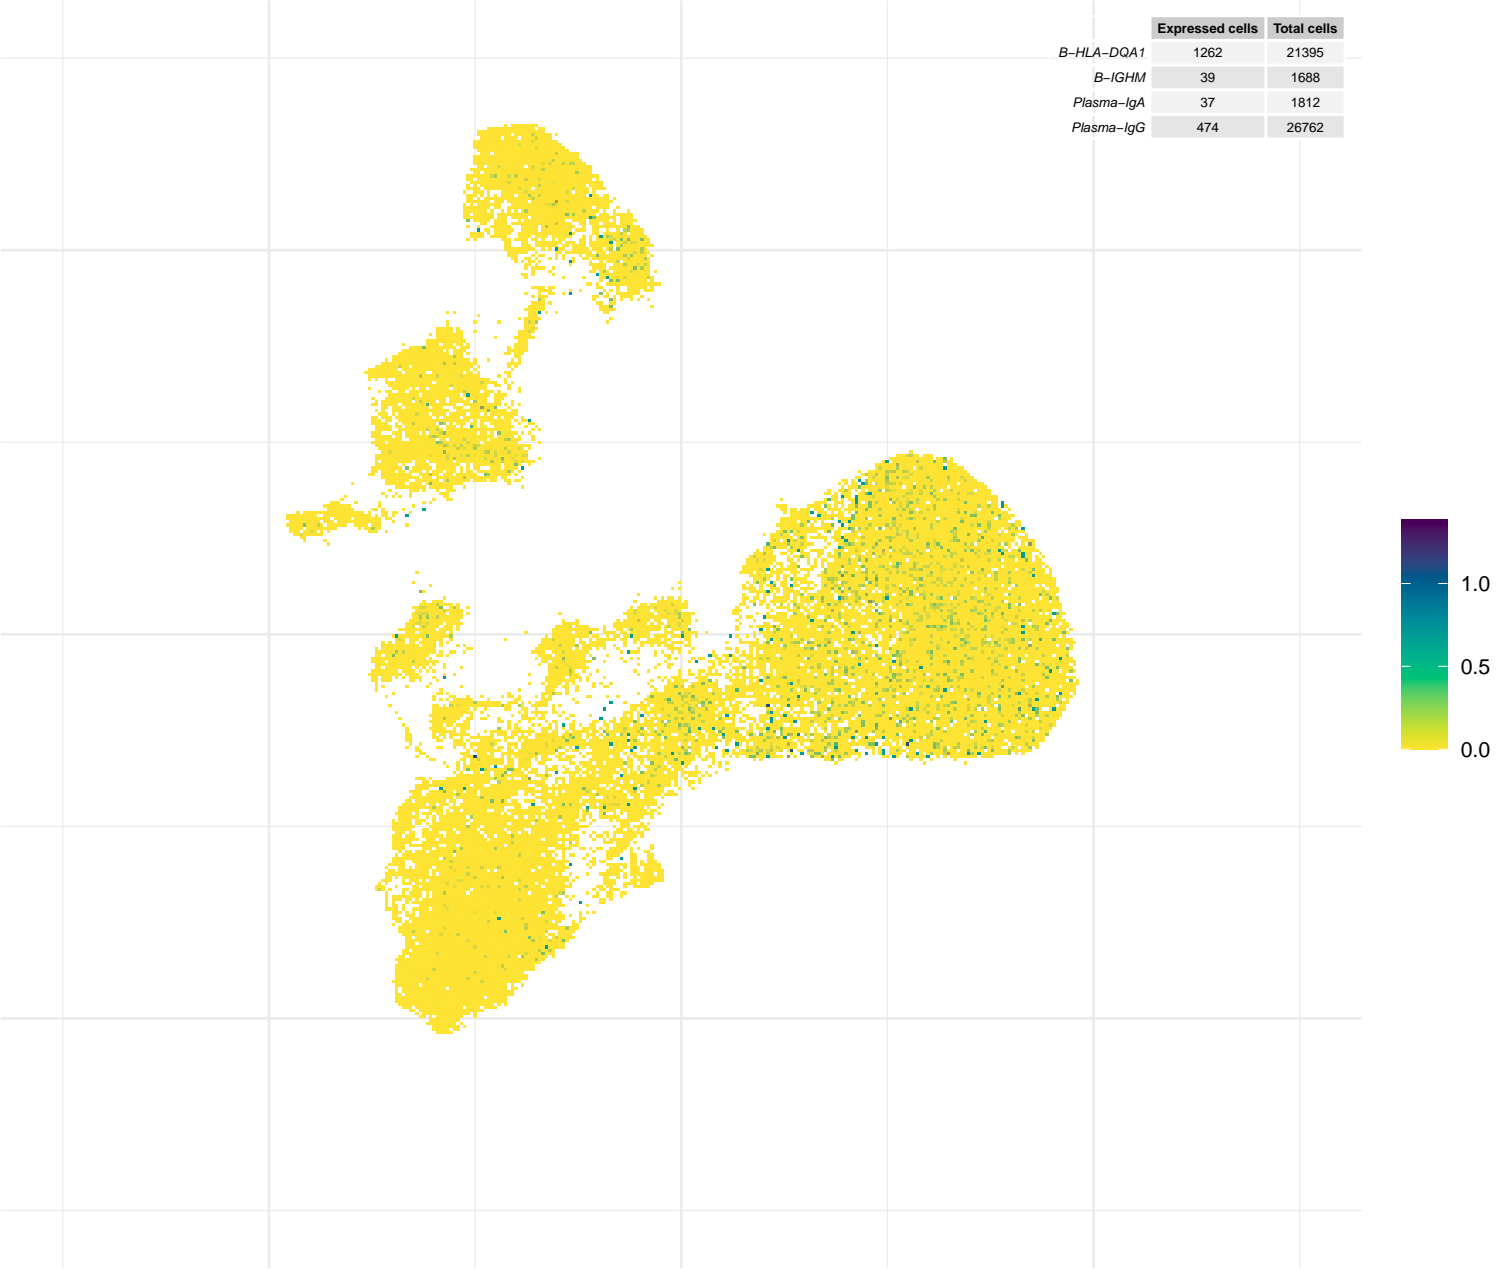 Expressed cells Total cells
B−HLA−DQA1 1262 21395
B−IGHM 39 1688
Plasma−IgA 37 1812
Plasma−IgG 474 26762
1.0
0.5
0.0